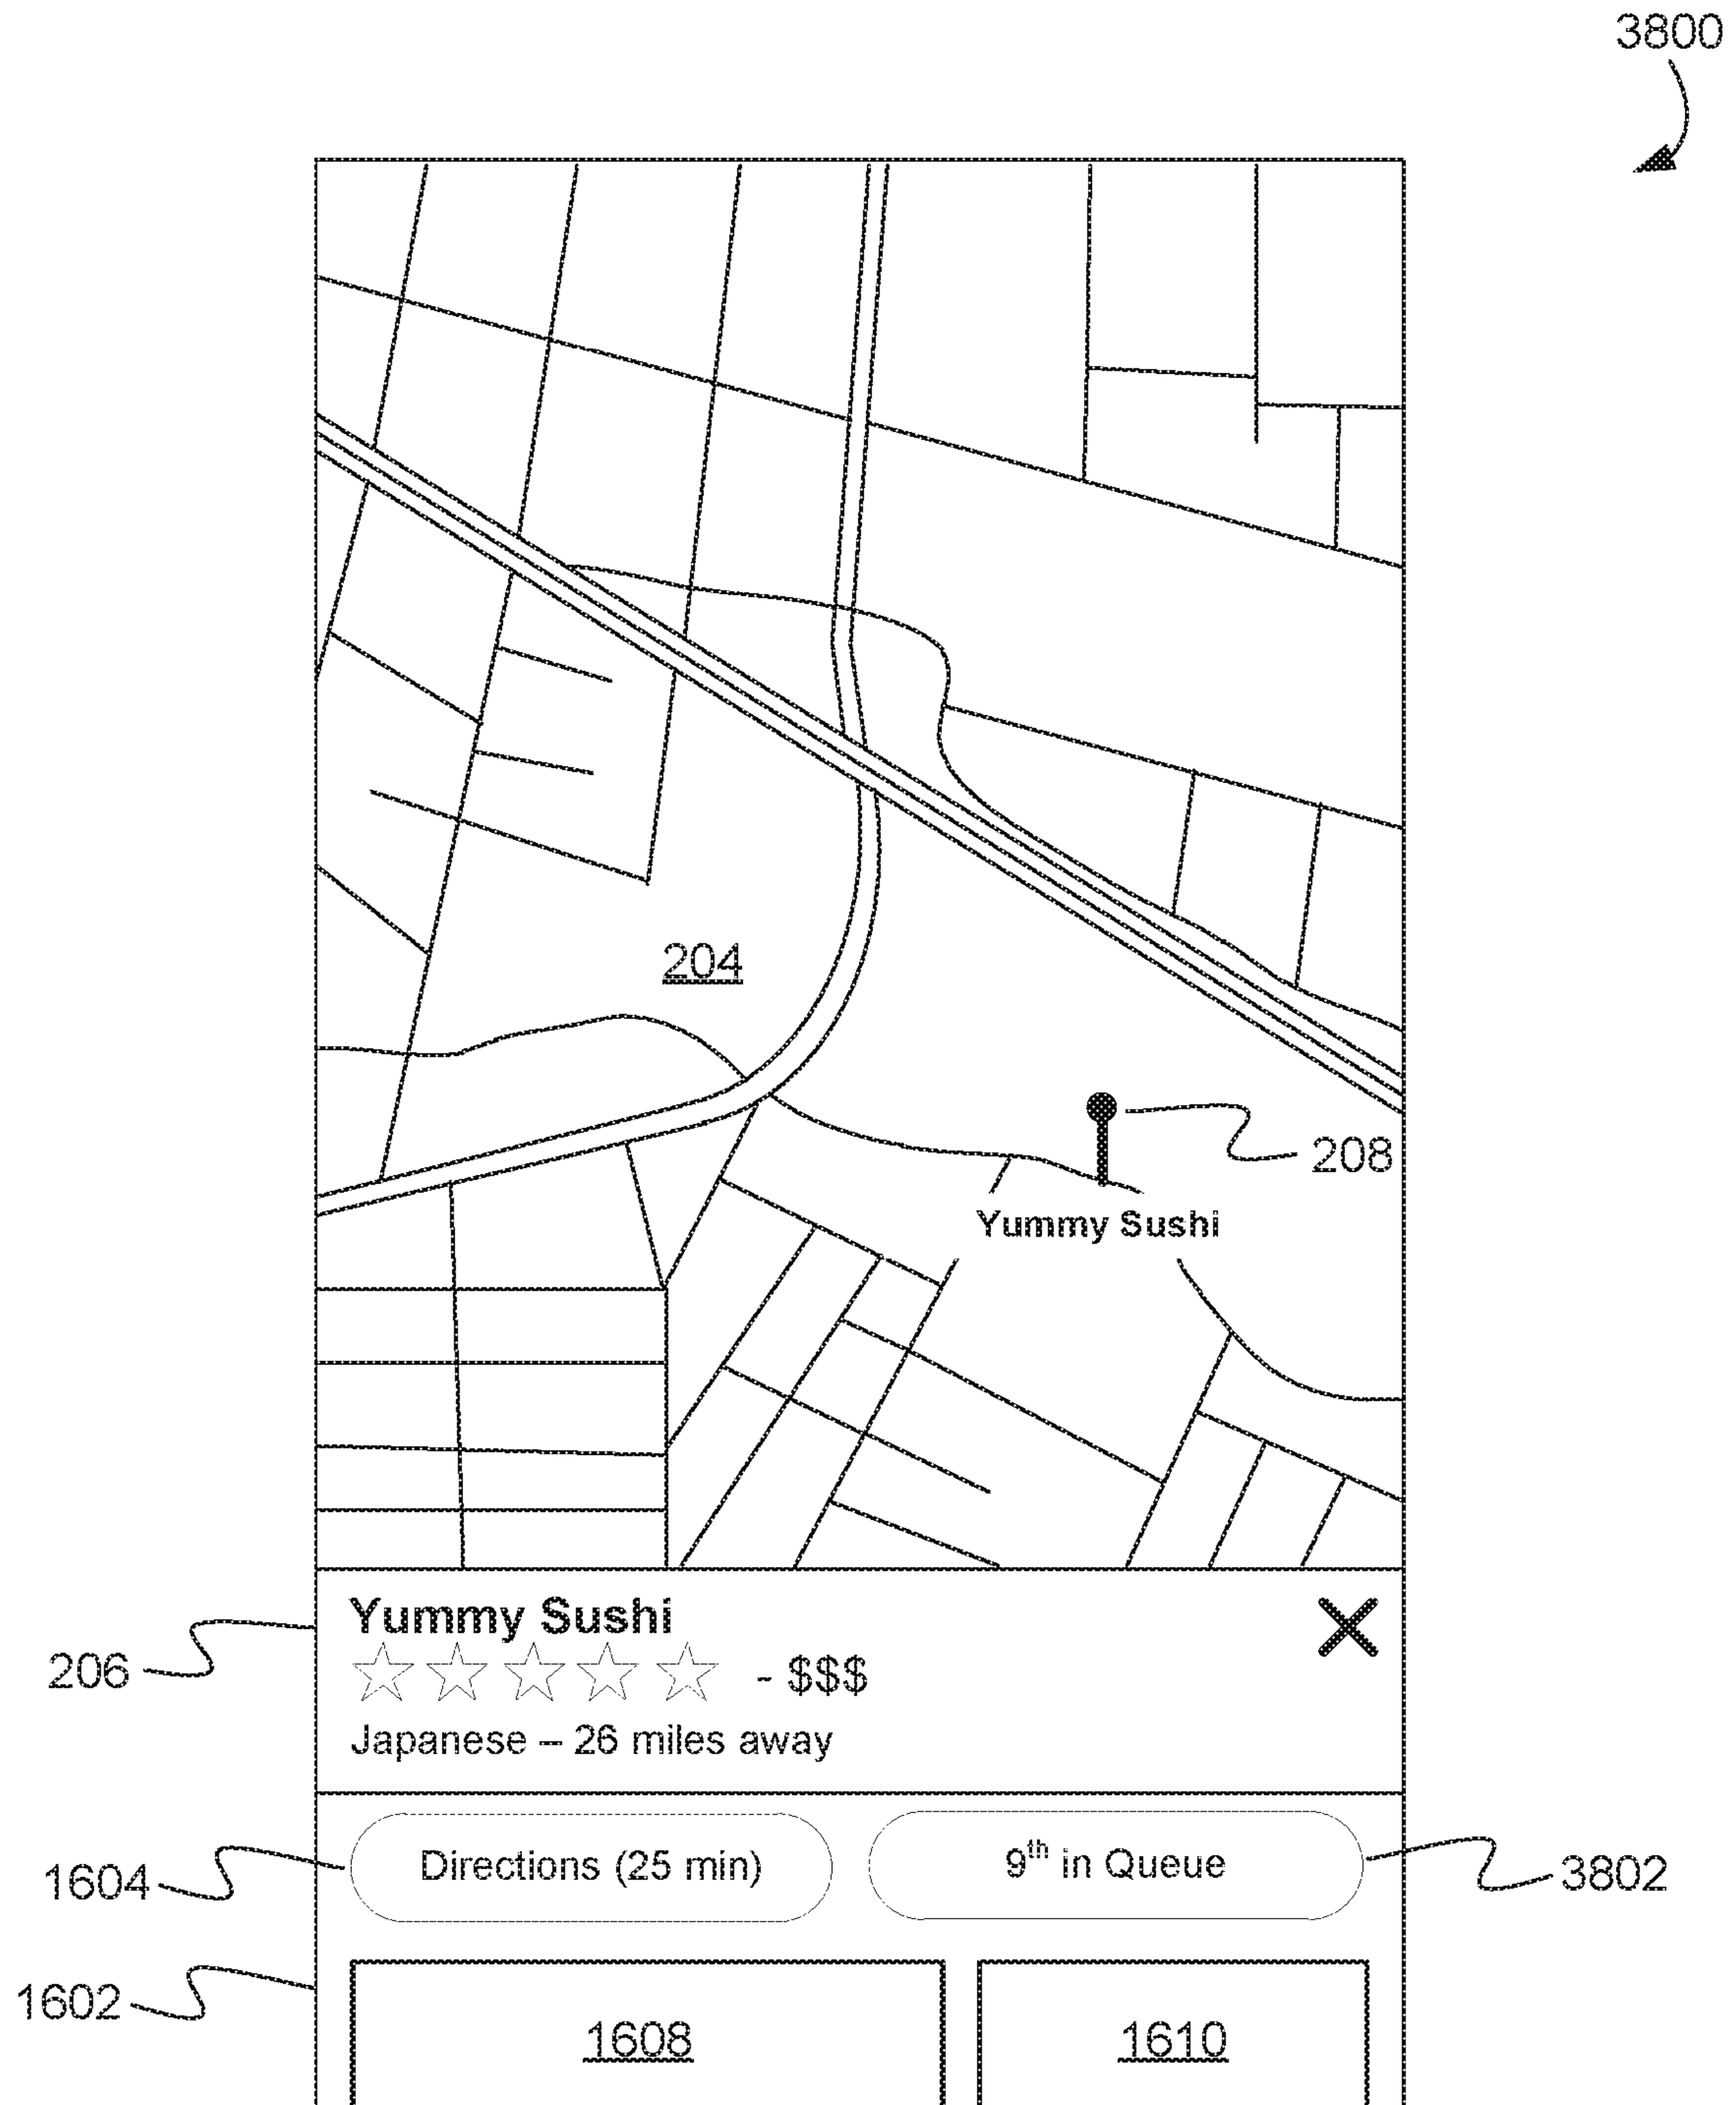 3800
204
208
Yummy Sushi
Yummy Sushi
206
- $$$
Japanese – 26 miles away
1604
Directions (25 min)
9th in Queue
3802
1602
1608
1610